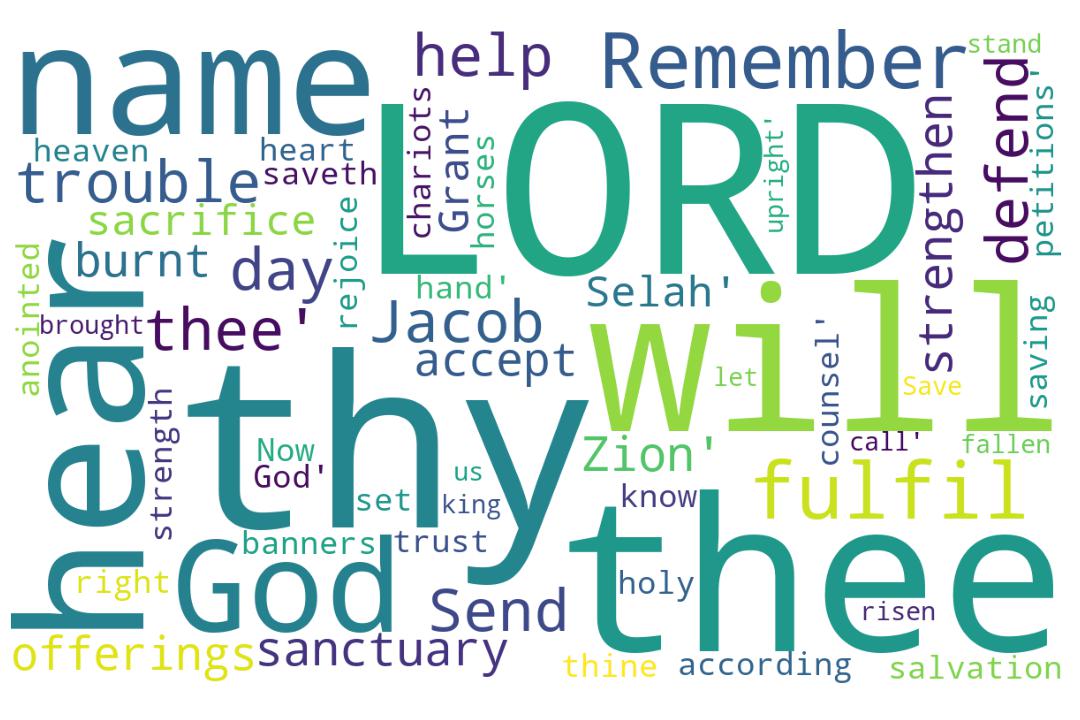 name
help
Remember
stand
LORD
heaven
heart
trouble
saveth
chariots
Grant
horses
upright'
strengthen
defend
petitions'
sacrifice
rejoice
burnt
day
anointed
hear
brought
thee'
hand'
Selah'
Jacob
accept
will
let
counsel'
Save
saving
strength
thy
Now
God'
us
set
king
Zion'
call'
fallen
know
fulfil
banners
trust
thee
right
God
Send
holy
risen
offerings
sanctuary
thine
according
salvation